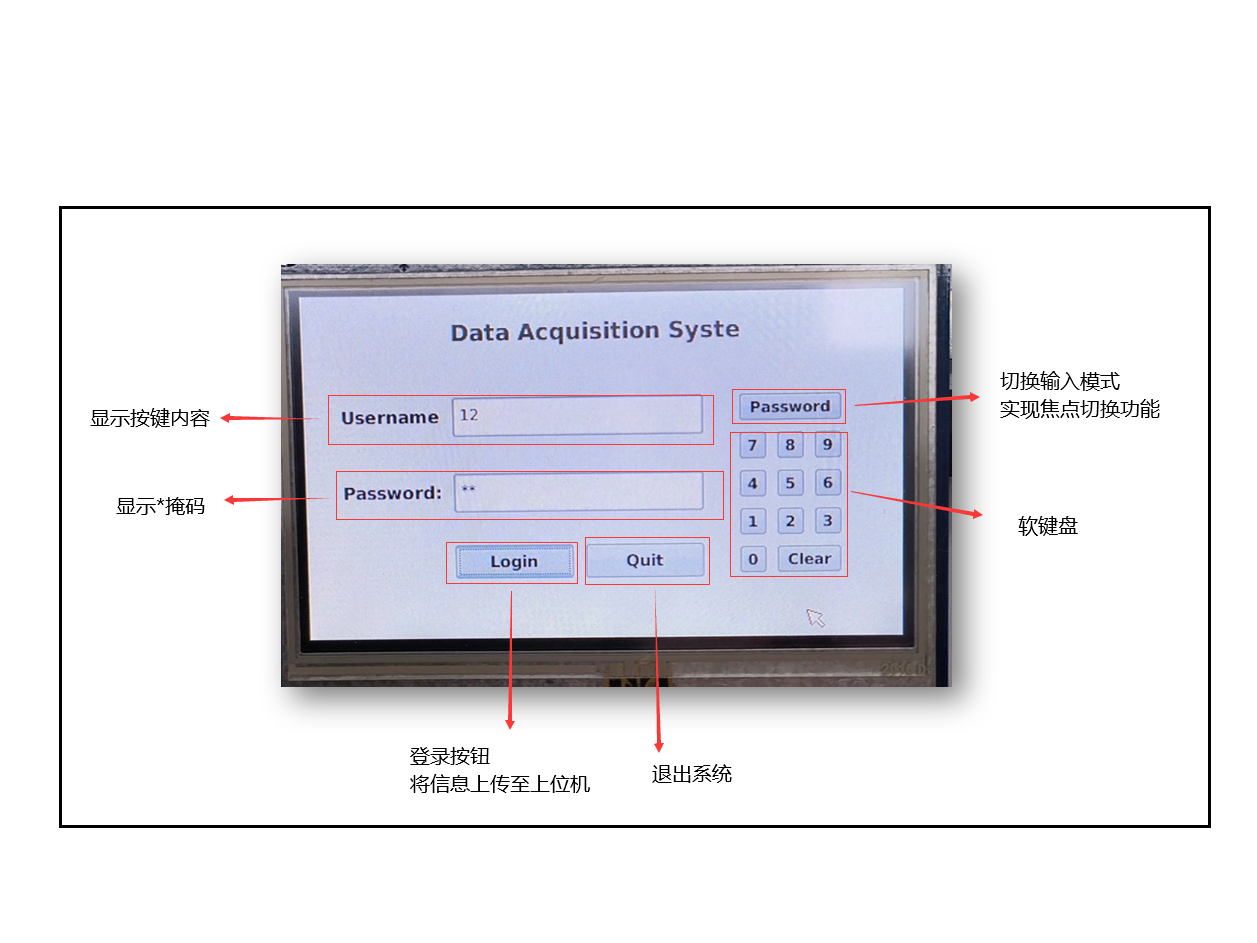 Data Acquisition Syste
切换输入模式
实现焦点切换功能
显示按键内容
Username
12
Password
7 8 9
显示*掩码
Password:
**
4 5 6
1 2 3
0 Clear
软键盘
Login
Quit
登录按钮
将信息上传至上位机
退出系统